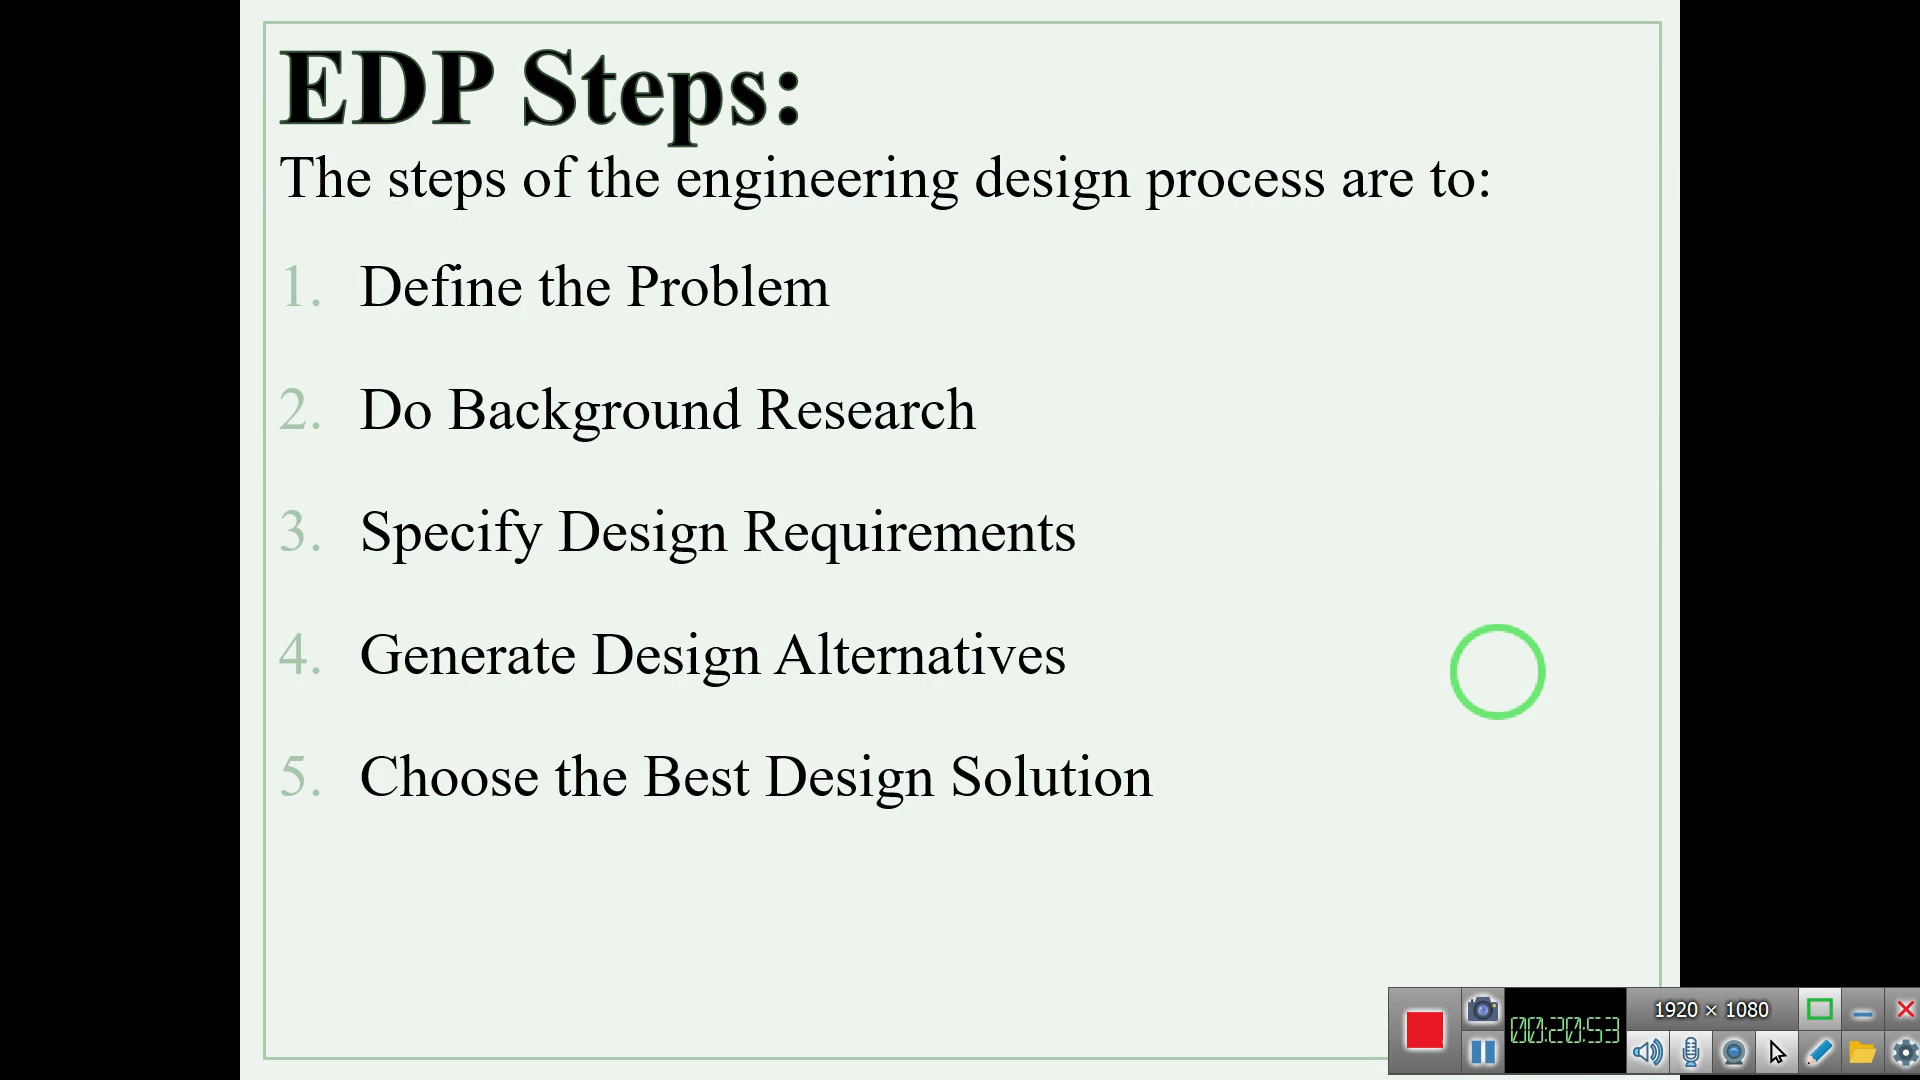 EDP Steps:
The steps of the engineering design process are to:
1. Define the Problem
2. Do Background Research
3. Specify Design Requirements
4. Generate Design Alternatives
5. Choose the Best Design Solution
1920 × 1080
00:20:53